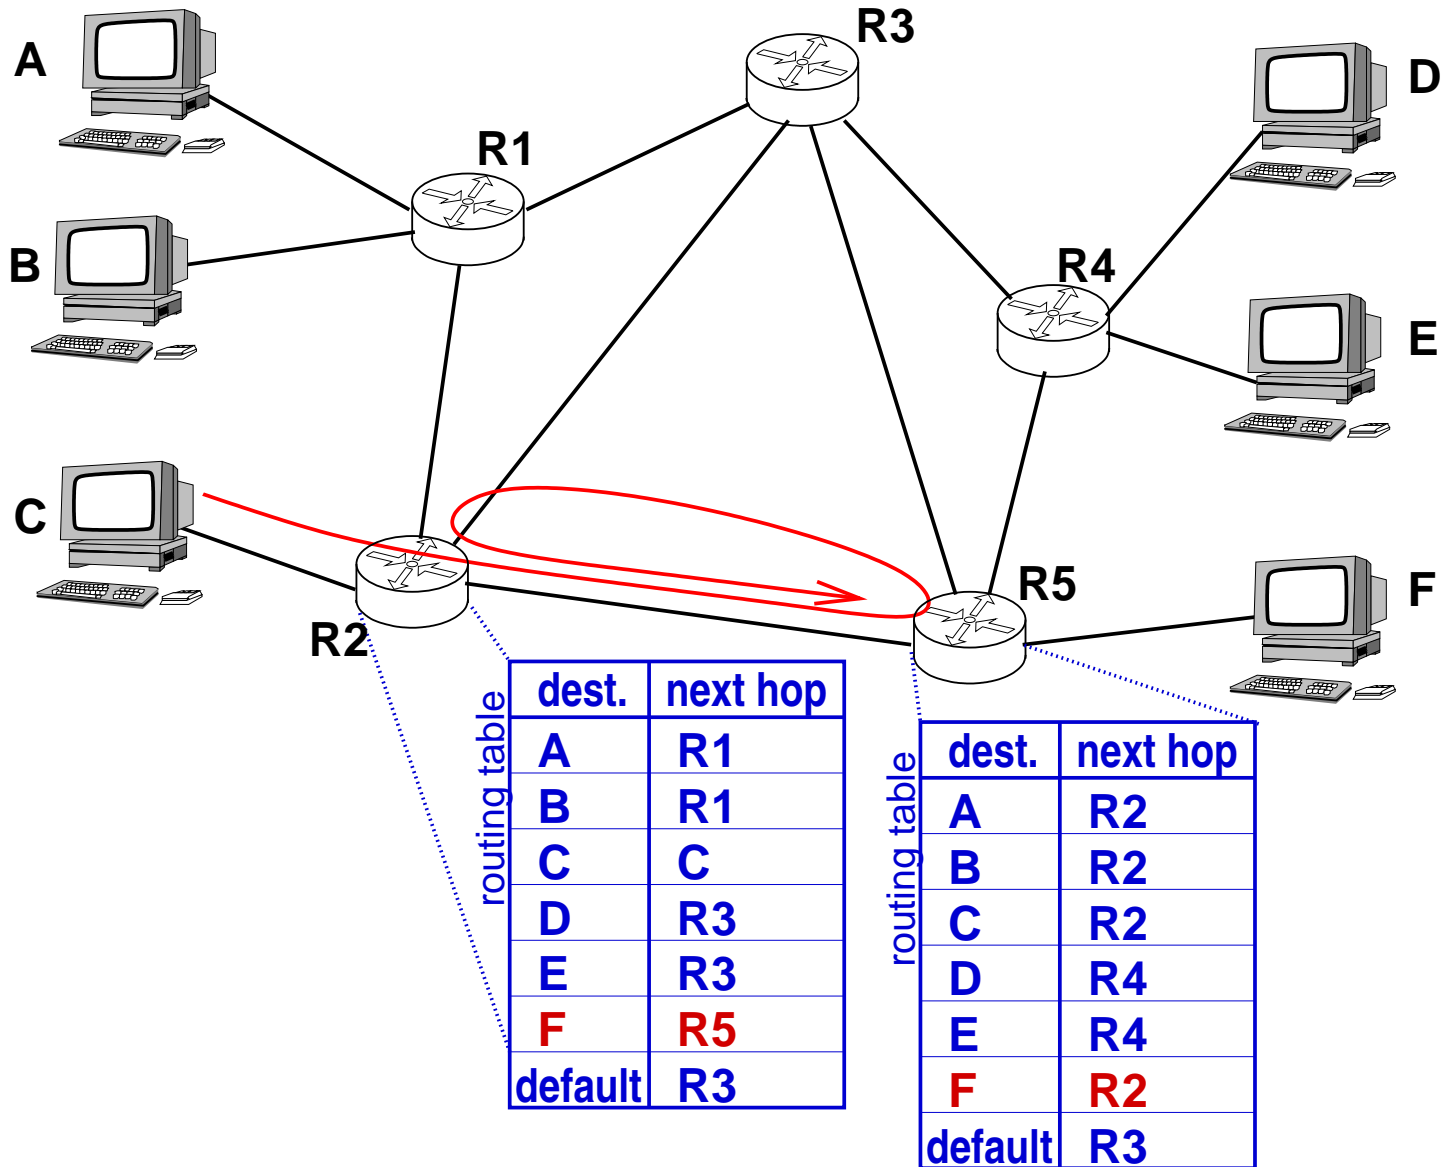 R3
A
D
R1
B
R4
E
C
R5
F
R2
routing table
dest. next hop
A R1
B R1
C C
D R3
E R3
F R5
default R3
routing table
dest. next hop
A R2
B R2
C R2
D R4
E R4
F R2
default R3